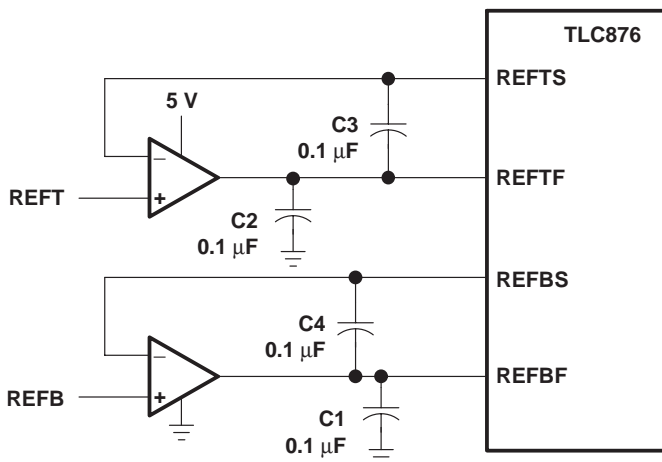 TLC876
REFTS
5 V
C3
0.1 μF
–
+
REFT
REFTF
C2
0.1 μF
REFBS
C4
0.1 μF
–
+
REFB
REFBF
C1
0.1 μF